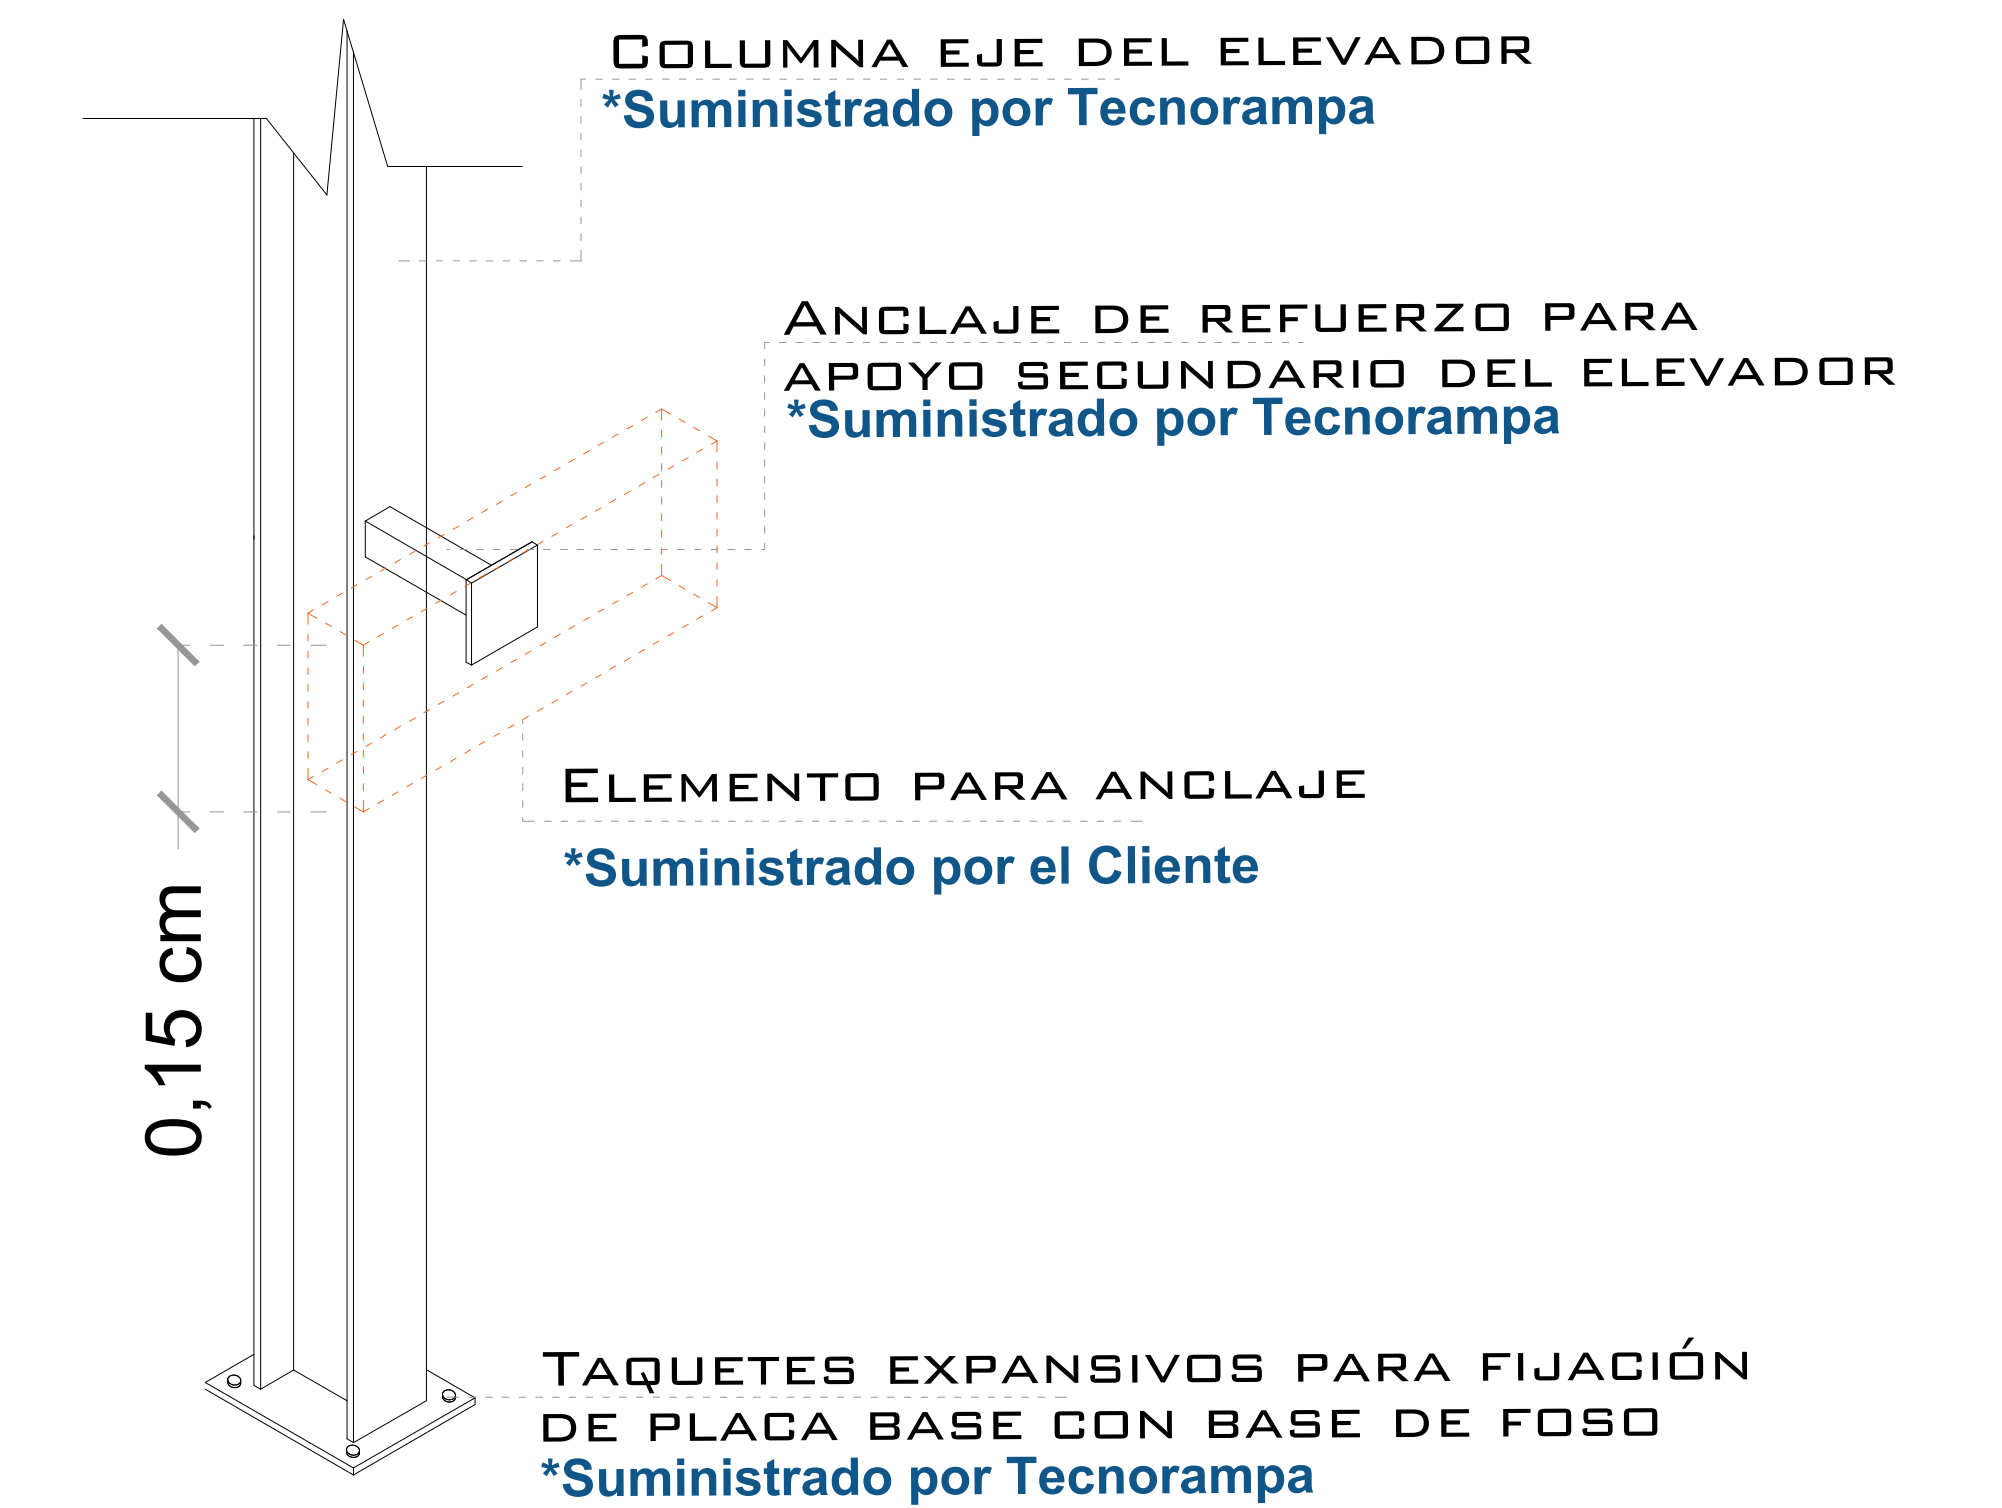 COLUMNA EJE DEL ELEVADOR
*Suministrado por Tecnorampa
ANCLAJE DE REFUERZO PARA
APOYO SECUNDARIO DEL ELEVADOR
*Suministrado por Tecnorampa
ELEMENTO PARA ANCLAJE
*Suministrado por el Cliente
0,15 cm
TAQUETES EXPANSIVOS PARA FIJACIÓN
DE PLACA BASE CON BASE DE FOSO
*Suministrado por Tecnorampa